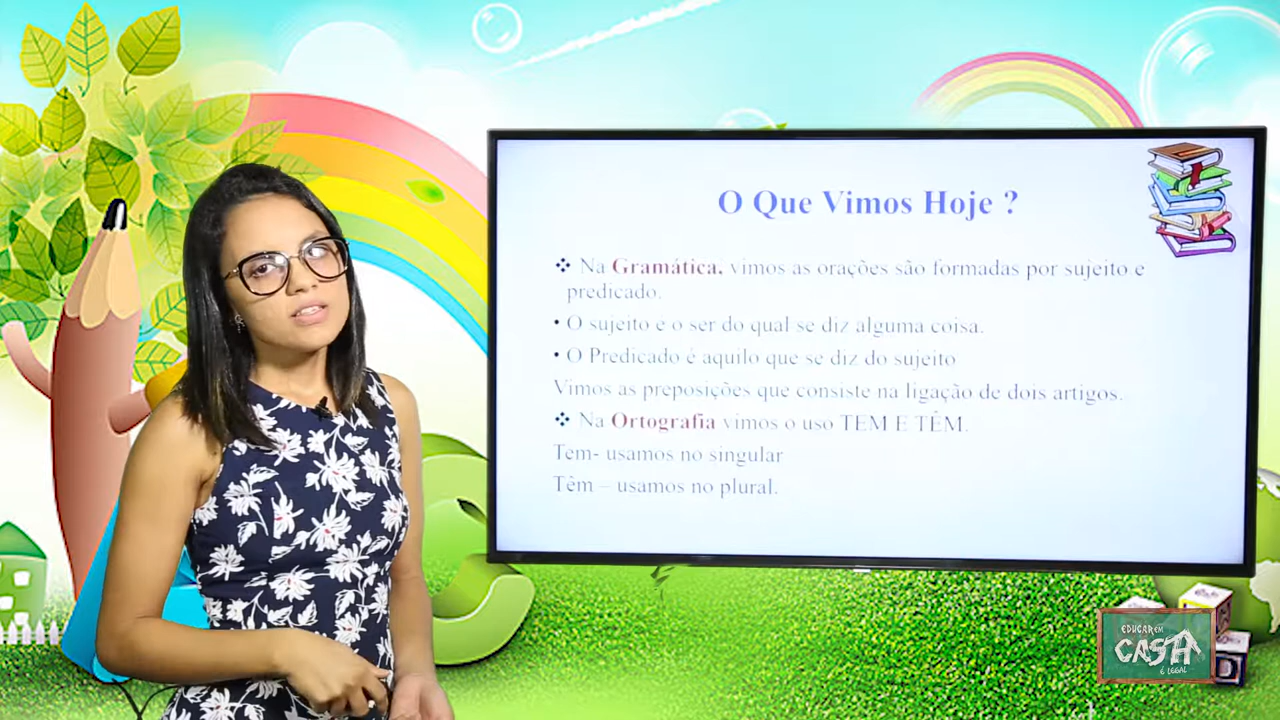 O Que Vimos Hoje ?
❖ Na Gramática, vimos as orações são formadas por sujeito e
predicado.
• O sujeito é o ser do qual se diz alguma coisa.
• O Predicado é aquilo que se diz do sujeito
Vimos as preposições que consiste na ligação de dois artigos.
❖ Na Ortografia vimos o uso TEM E TÊM.
Tem- usamos no singular
Têm – usamos no plural.
EDUCAR EM
CASA
É LEGAL